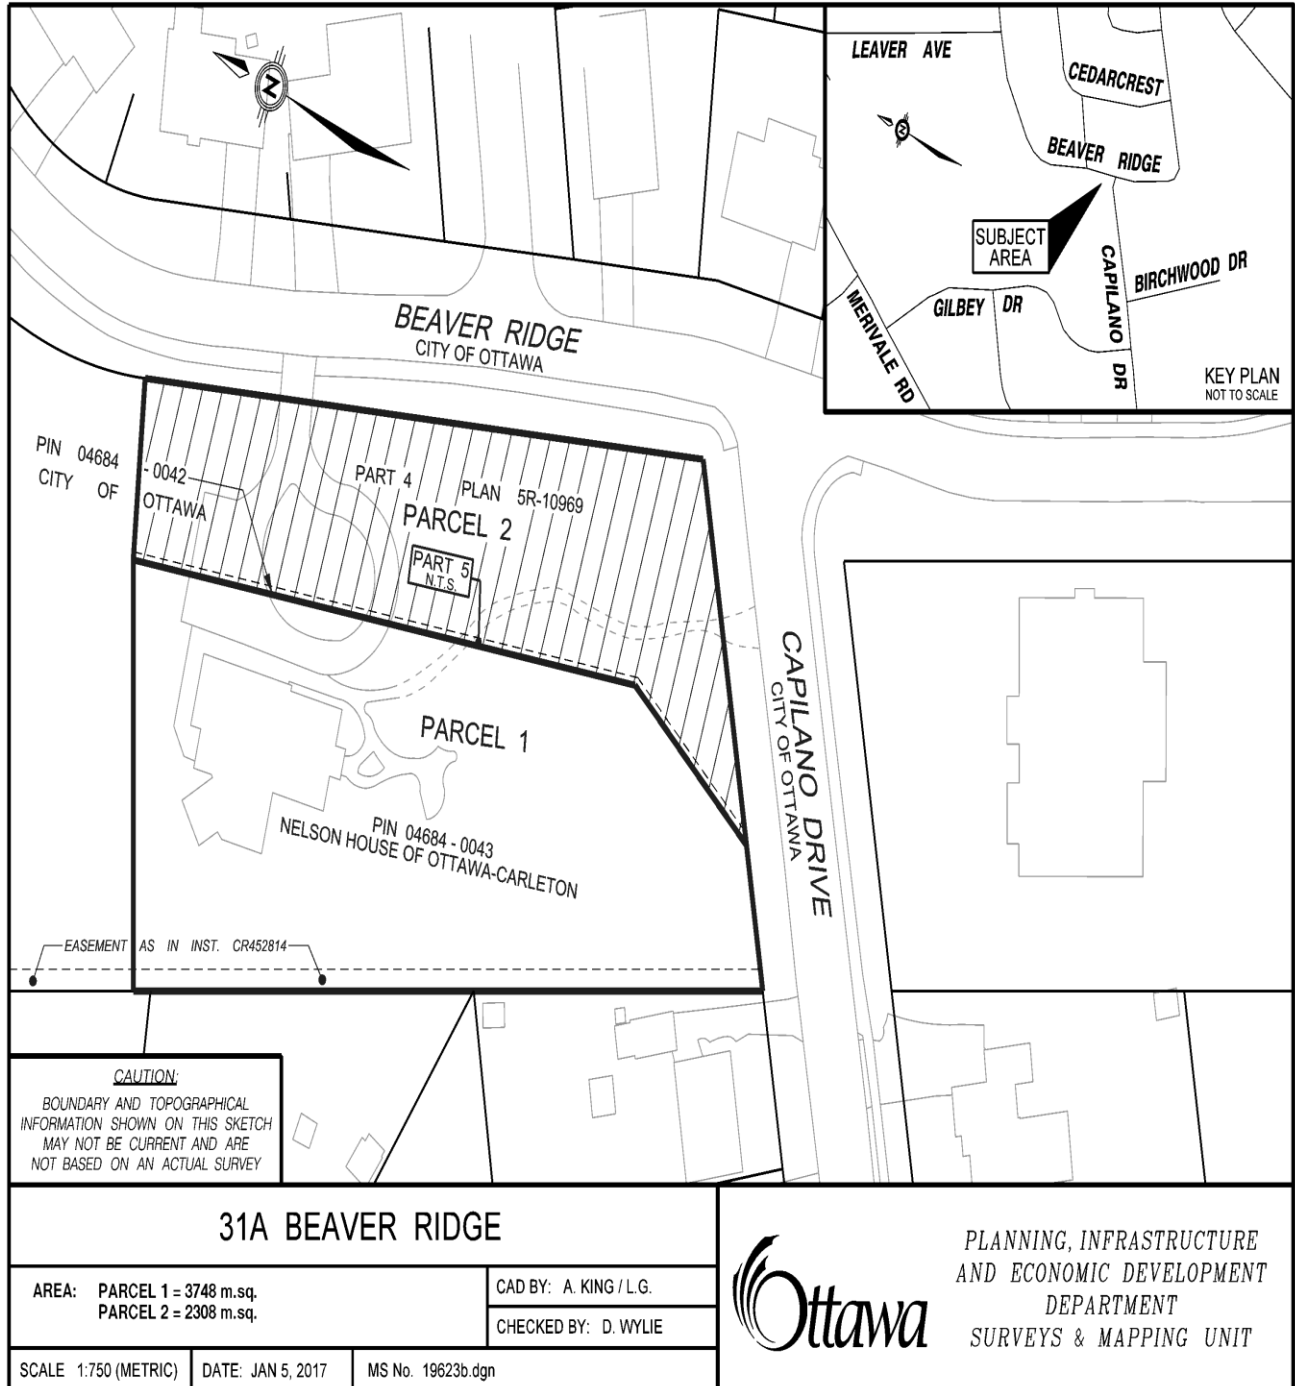 N
BEAVER RIDGE
CITY OF OTTAWA
LEAVER AVE
CEDARCREST
N
BEAVER RIDGE
SUBJECT
AREA
CAPILANO DR
BIRCHWOOD DR
GILBEY DR
MERIVALE RD
KEY PLAN
NOT TO SCALE
PIN 04684 - 0042
CITY OF OTTAWA
PART 4 PLAN 5R-10969
PARCEL 2
PART 5
N.T.S.
PARCEL 1
CAPILANO DRIVE
CITY OF OTTAWA
PIN 04684 - 0043
NELSON HOUSE OF OTTAWA-CARLETON
EASEMENT AS IN INST. CR452814
CAUTION:
BOUNDARY AND TOPOGRAPHICAL
INFORMATION SHOWN ON THIS SKETCH
MAY NOT BE CURRENT AND ARE
NOT BASED ON AN ACTUAL SURVEY
31A BEAVER RIDGE
AREA: PARCEL 1 = 3748 m.sq.
PARCEL 2 = 2308 m.sq.
CAD BY: A. KING / L.G.
CHECKED BY: D. WYLIE
SCALE 1:750 (METRIC)
DATE: JAN 5, 2017
MS No. 19623b.dgn
Ottawa
PLANNING, INFRASTRUCTURE
AND ECONOMIC DEVELOPMENT
DEPARTMENT
SURVEYS & MAPPING UNIT